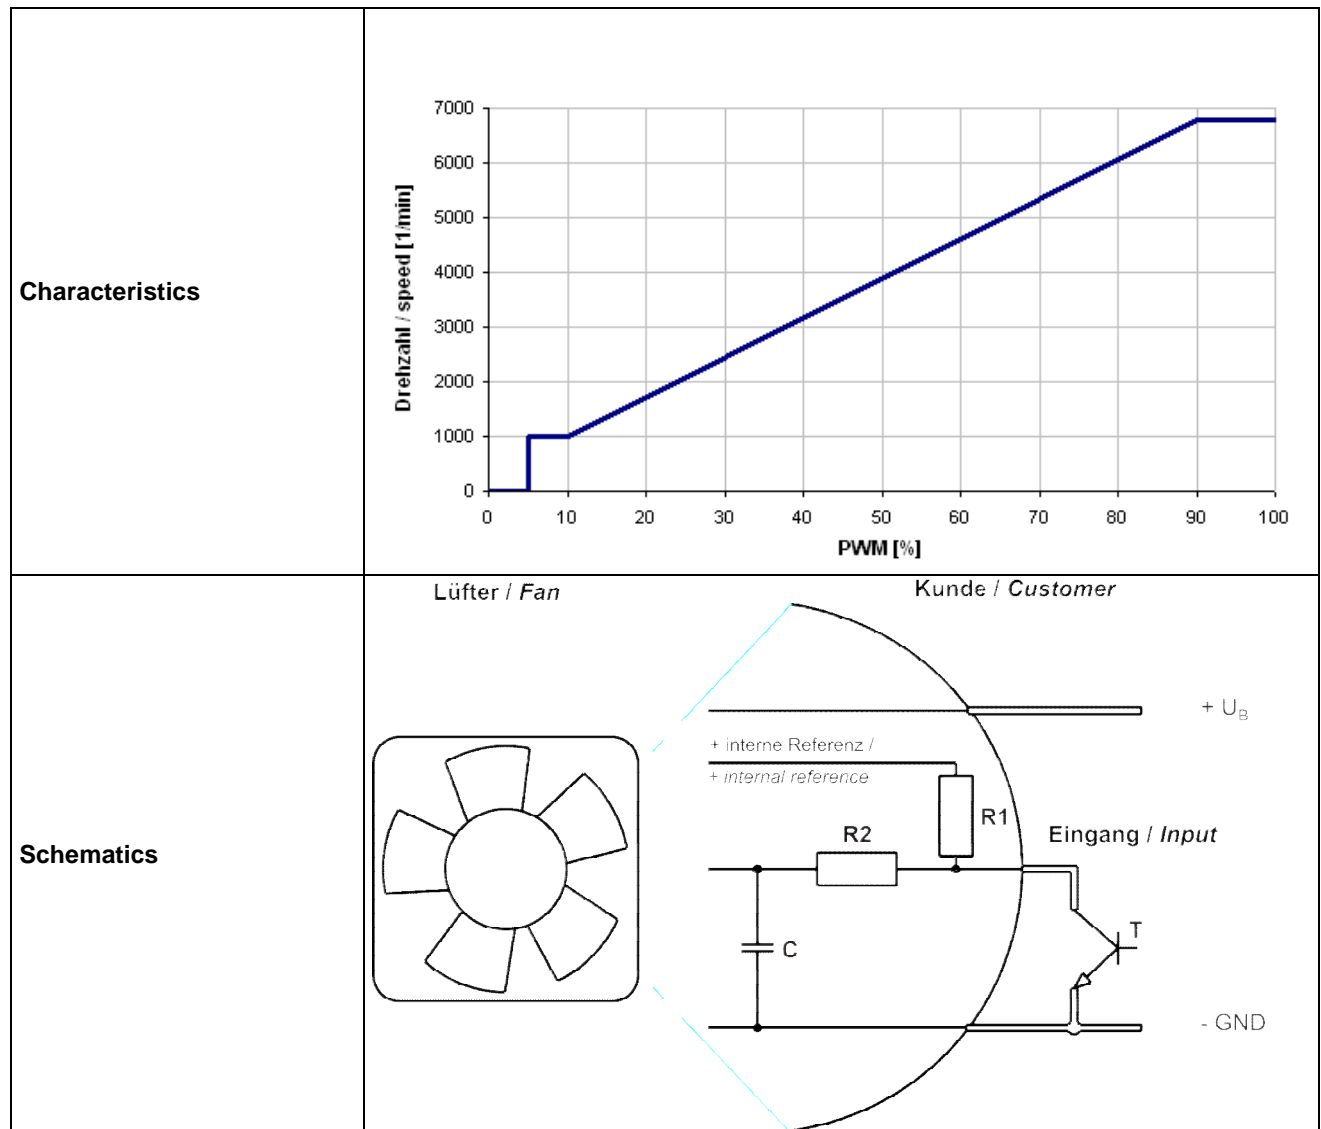 Characteristics
7000
6000
5000
4000
3000
2000
1000
0
Drehzahl / speed [1/min]
0 10 20 30 40 50 60 70 80 90 100
PWM [%]
Schematics
Lüfter / Fan
Kunde / Customer
+ U_B
+ interne Referenz /
+ internal reference
R1
R2
Eingang / Input
T
C
- GND